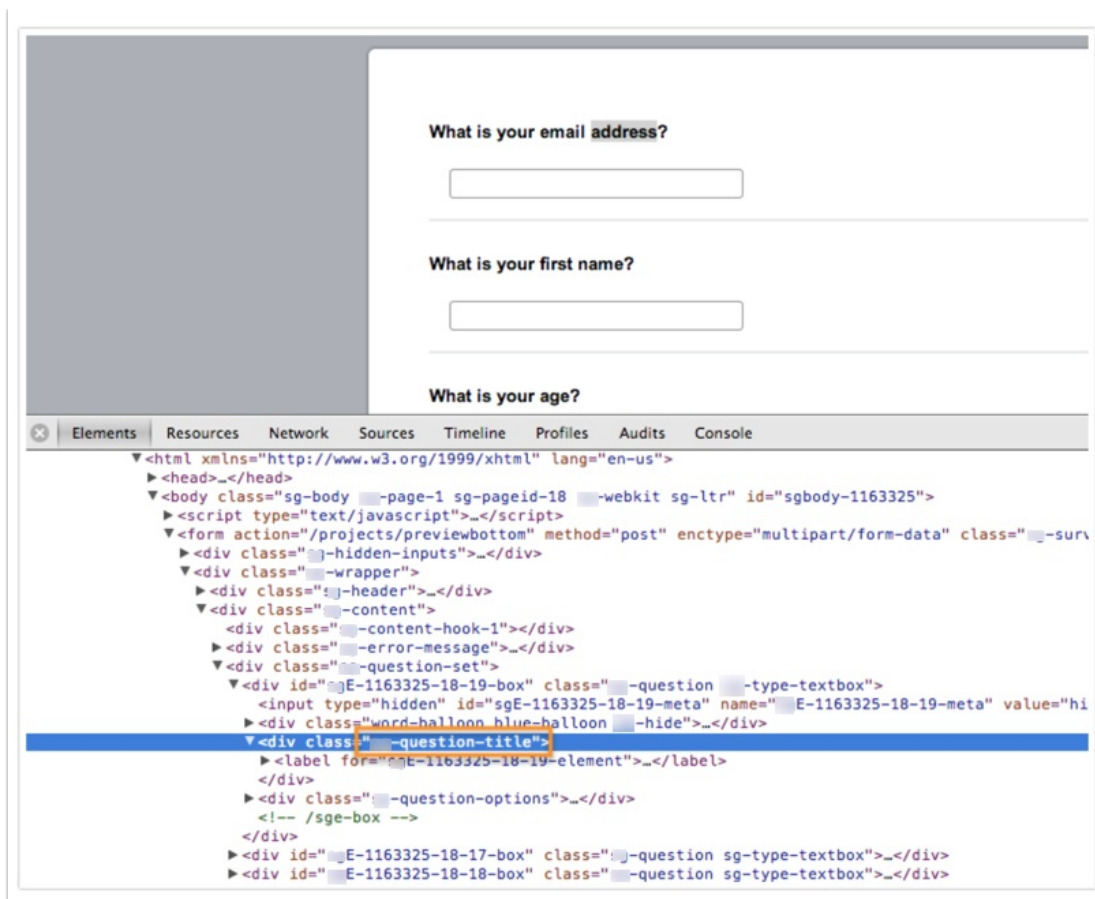 What is your email address?
What is your first name?
What is your age?
Elements Resources Network Sources Timeline Profiles Audits Console
▼<html xmlns="http://www.w3.org/1999/xhtml" lang="en-us">
▶<head>…</head>
▼<body class="sg-body -page-1 sg-pageid-18 -webkit sg-ltr" id="sgbody-1163325">
▶<script type="text/javascript">…</script>
▼<form action="/projects/previewbottom" method="post" enctype="multipart/form-data" class=" -surv
▶<div class=" -hidden-inputs">…</div>
▼<div class=" -wrapper">
▶<div class=" -header">…</div>
▼<div class=" -content">
<div class=" -content-hook-1"></div>
▶<div class=" -error-message">…</div>
▼<div class=" -question-set">
▼<div id=" E-1163325-18-19-box" class=" -question -type-textbox">
<input type="hidden" id="sgE-1163325-18-19-meta" name=" E-1163325-18-19-meta" value="hi
▶<div class="word-balloon blue-balloon -hide">…</div>
▼<div class=" -question-title">
▶<label for="sgE-1163325-18-19-element">…</label>
</div>
▶<div class=" -question-options">…</div>
<!-- /sge-box -->
</div>
▶<div id=" E-1163325-18-17-box" class=" -question sg-type-textbox">…</div>
▶<div id=" E-1163325-18-18-box" class=" -question sg-type-textbox">…</div>